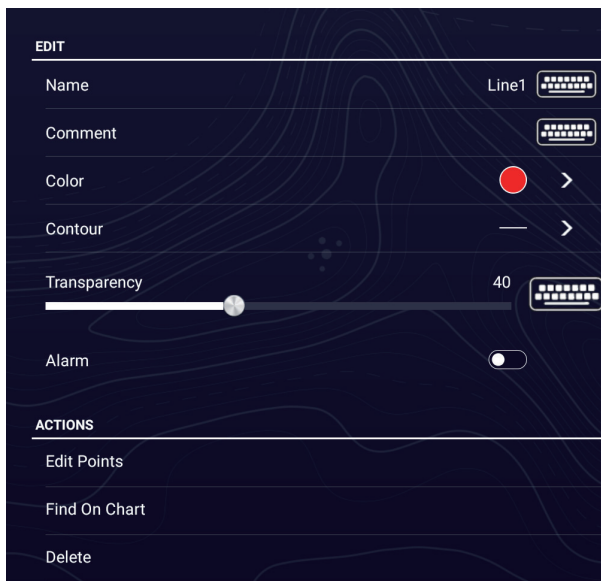 EDIT
Name Line1
Comment
Color
Contour
Transparency 40
Alarm
ACTIONS
Edit Points
Find On Chart
Delete